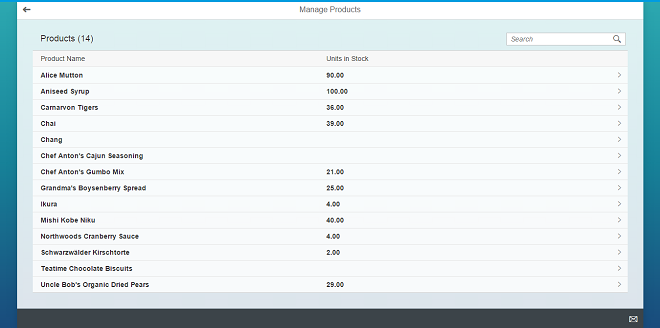 Manage Products
Products (14)
Search
Product Name Units in Stock
Alice Mutton 90.00
Aniseed Syrup 100.00
Carnarvon Tigers 36.00
Chai 39.00
Chang
Chef Anton's Cajun Seasoning
Chef Anton's Gumbo Mix 21.00
Grandma's Boysenberry Spread 25.00
Ikura 4.00
Mishi Kobe Niku 40.00
Northwoods Cranberry Sauce 4.00
Schwarzwälder Kirschtorte 2.00
Teatime Chocolate Biscuits
Uncle Bob's Organic Dried Pears 29.00